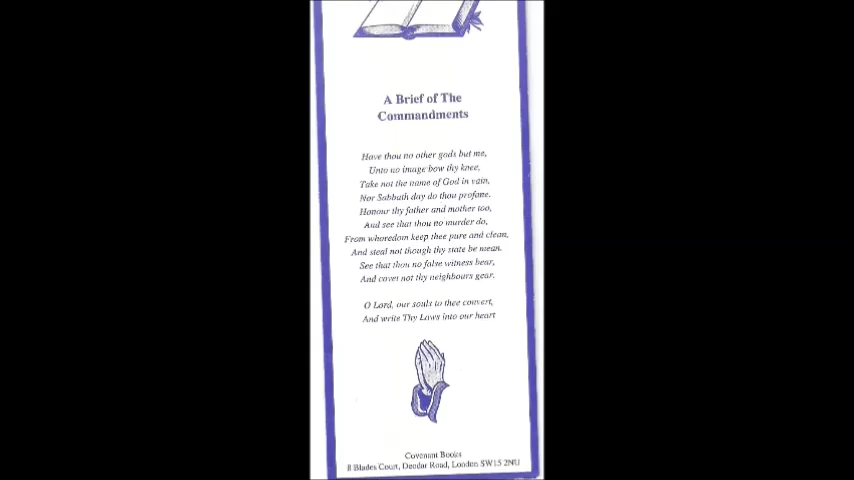 A Brief of The
Commandments
Have thou no other gods but me,
Unto no image bow thy knee,
Take not the name of God in vain,
Nor Sabbath day do thou profane.
Honour thy father and mother too,
And see that thou no murder do,
From whoredom keep thee pure and clean,
And steal not though thy state be mean.
See that thou no false witness bear,
And covet not thy neighbours gear.
O Lord, our souls to thee convert,
And write Thy Laws into our heart
Covenant Books
8 Blades Court, Deodar Road, London SW15 2NU